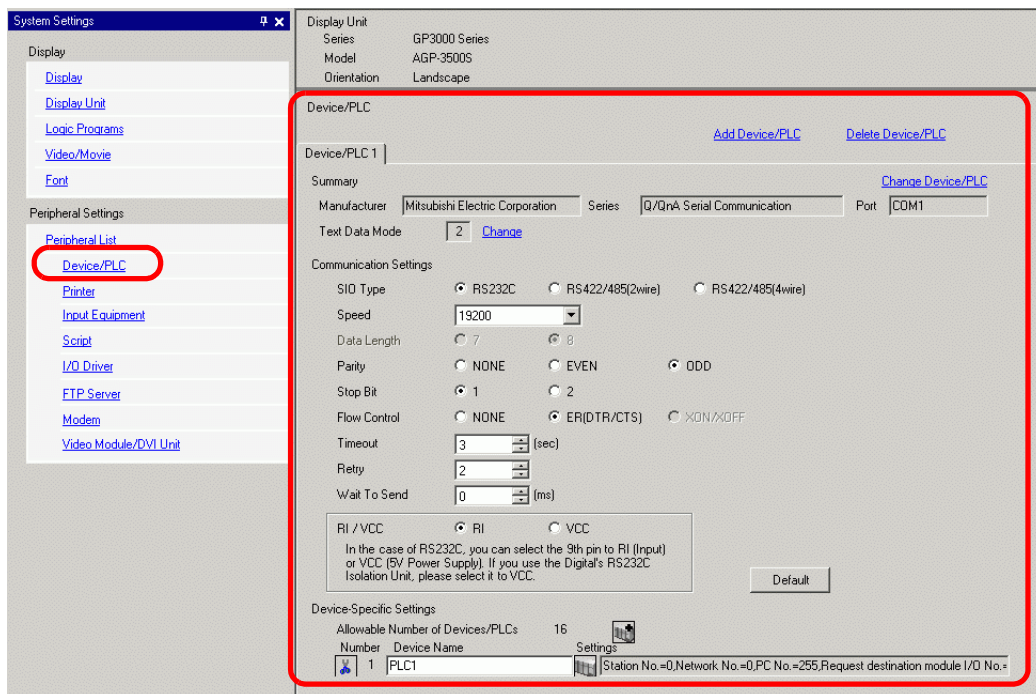 System Settings
Display
Display
Display Unit
Logic Programs
Video/Movie
Font
Peripheral Settings
Peripheral List
Device/PLC
Printer
Input Equipment
Script
I/O Driver
FTP Server
Modem
Video Module/DVI Unit
Display Unit
Series GP3000 Series
Model AGP-3500S
Orientation Landscape
Device/PLC
Add Device/PLC Delete Device/PLC
Device/PLC 1
Summary Change Device/PLC
Manufacturer Mitsubishi Electric Corporation Series Q/QnA Serial Communication Port COM1
Text Data Mode 2 Change
Communication Settings
SIO Type RS232C RS422/485(2wire) RS422/485(4wire)
Speed 19200
Data Length 7 8
Parity NONE EVEN ODD
Stop Bit 1 2
Flow Control NONE ER(DTR/CTS) XON/XOFF
Timeout 3 (sec)
Retry 2
Wait To Send 0 (ms)
RI / VCC RI VCC
In the case of RS232C, you can select the 9th pin to RI (Input)
or VCC (5V Power Supply). If you use the Digital's RS232C
Isolation Unit, please select it to VCC.
Default
Device-Specific Settings
Allowable Number of Devices/PLCs 16
Number Device Name Settings
1 PLC1 Station No.=0,Network No.=0,PC No.=255,Request destination module I/O No.=